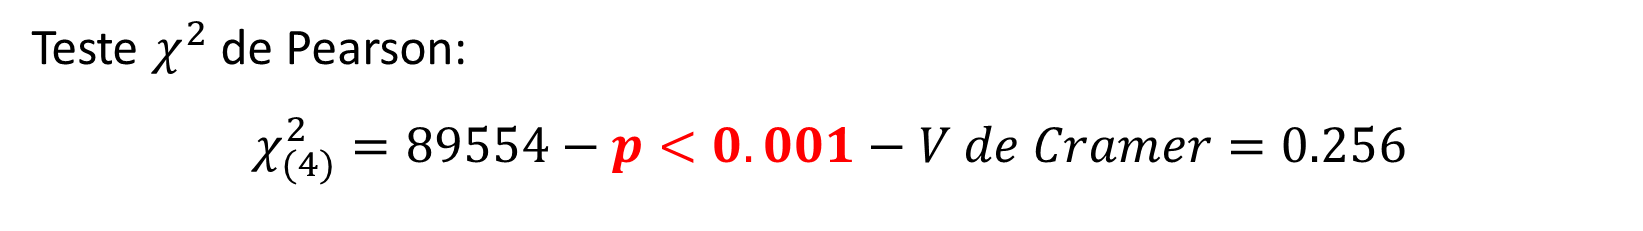 Teste χ² de Pearson:
χ²₍₄₎ = 89554 − p < 0.001 − V de Cramer = 0.256